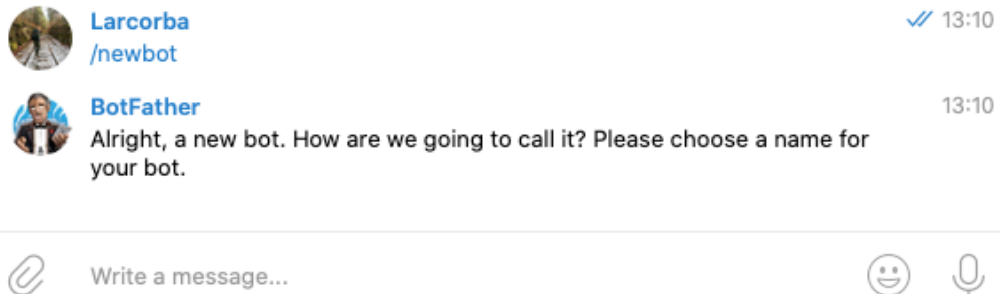 Larcorba 13:10
/newbot
BotFather 13:10
Alright, a new bot. How are we going to call it? Please choose a name for
your bot.
Write a message...